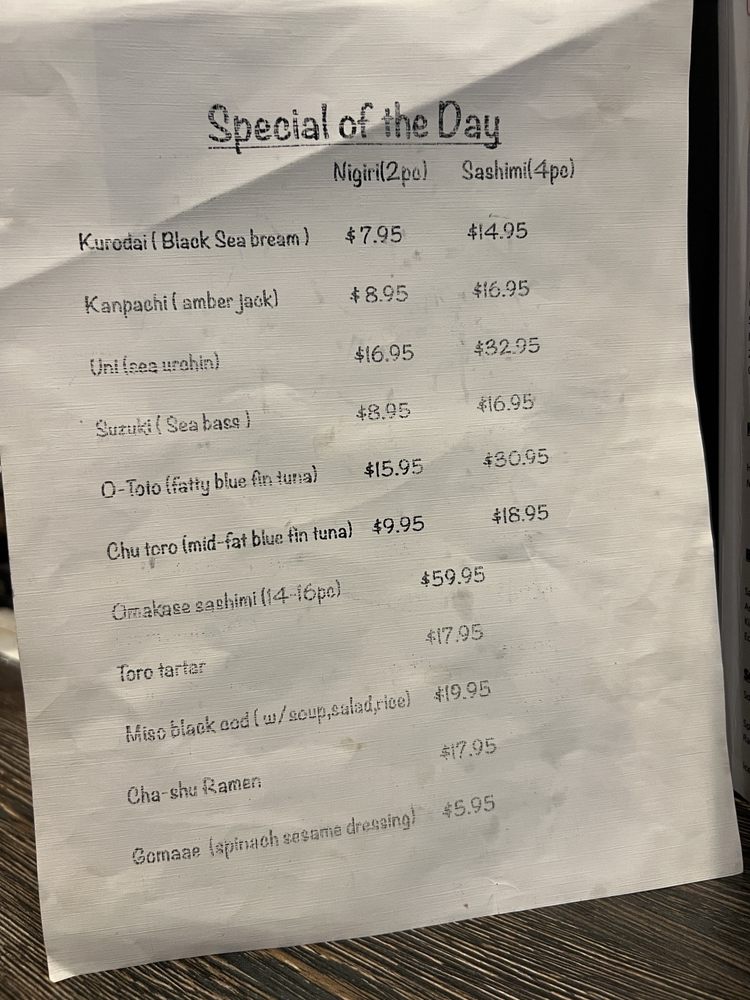 Special of the Day
Nigiri(2pc) Sashimi(4pc)
Kurodai ( Black Sea bream ) $7.95 $14.95
Kanpachi ( amber jack) $8.95 $16.95
Uni (sea urchin) $16.95 $32.95
Suzuki ( Sea bass ) $8.95 $16.95
O-Toto (fatty blue fin tuna) $15.95 $30.95
Chu toro (mid-fat blue fin tuna) $9.95 $18.95
Omakase sashimi (14-16pc) $59.95
Toro tartar $17.95
Miso black cod ( w/ soup,salad,rice) $19.95
Cha-shu Ramen $17.95
Gomaae (spinach sesame dressing) $5.95